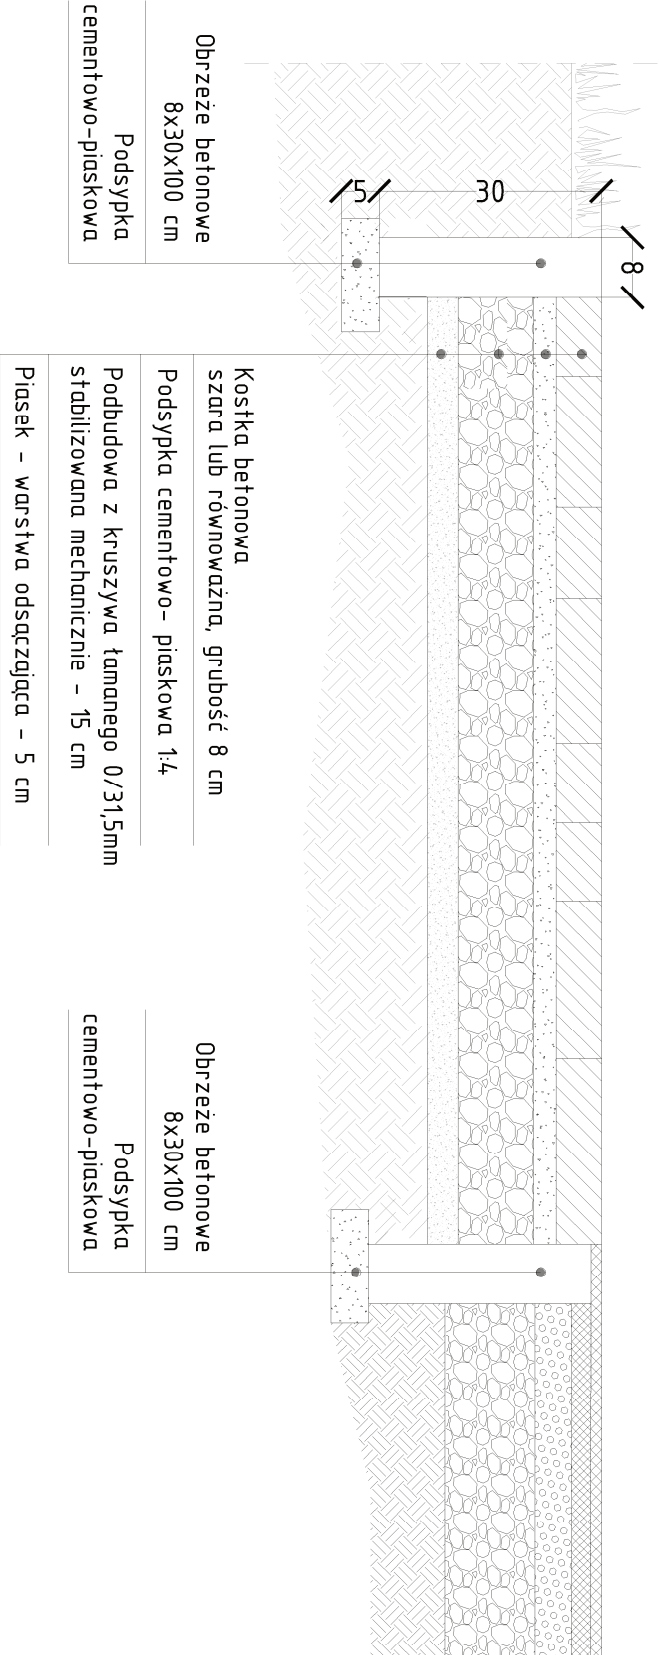 5
30
8
Obrzeże betonowe
8x30x100 cm
Podsypka
cementowo-piaskowa
Kostka betonowa
szara lub równoważna, grubość 8 cm
Podsypka cementowo- piaskowa 1:4
Podbudowa z kruszywa łamanego 0/31,5mm
stabilizowana mechanicznie - 15 cm
Piasek - warstwa odsączająca - 5 cm
Obrzeże betonowe
8x30x100 cm
Podsypka
cementowo-piaskowa